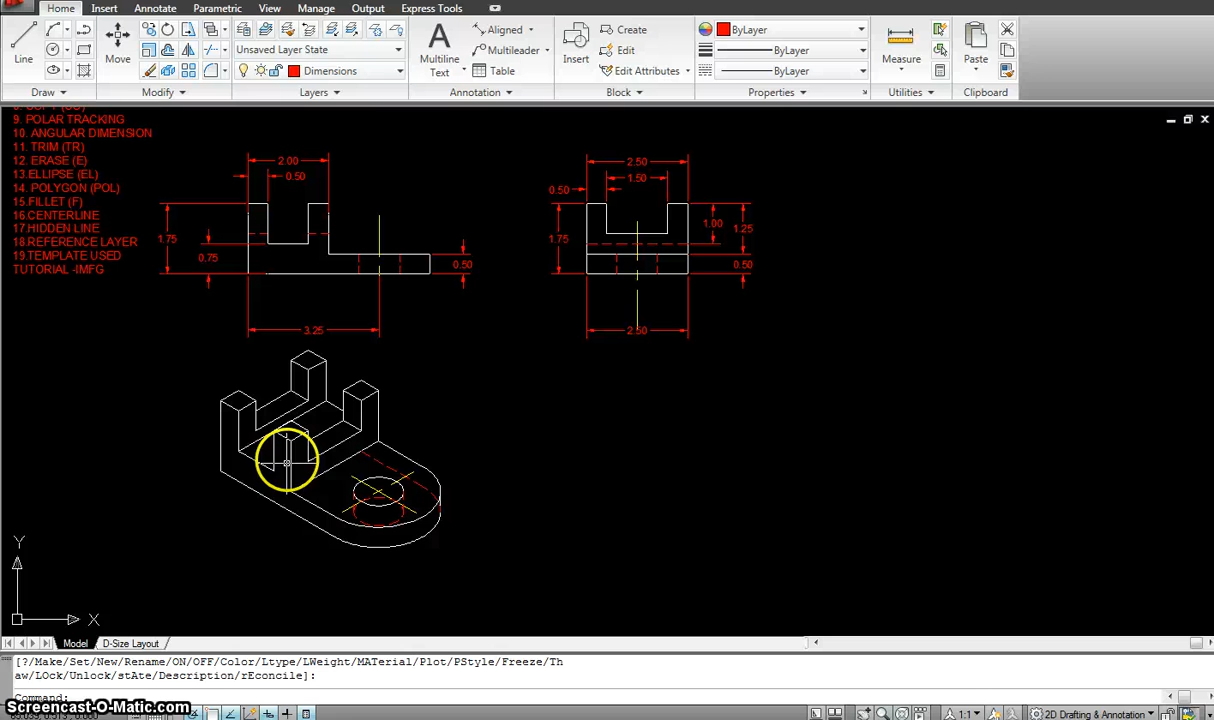 Home Insert Annotate Parametric View Manage Output Express Tools
Line
Move
Unsaved Layer State
Dimensions
Multiline Text
Aligned
Multileader
Table
Insert
Create
Edit
Edit Attributes
ByLayer
ByLayer
ByLayer
Measure
Paste
Draw Modify Layers Annotation Block Properties Utilities Clipboard
9. POLAR TRACKING
10. ANGULAR DIMENSION
11. TRIM (TR)
12. ERASE (E)
13.ELLIPSE (EL)
14. POLYGON (POL)
15.FILLET (F)
16.CENTERLINE
17.HIDDEN LINE
18.REFERENCE LAYER
19.TEMPLATE USED
TUTORIAL -IMFG
2.00
0.50
1.75
0.75
0.50
3.25
2.50
1.50
0.50
1.75
1.00
1.25
0.50
2.50
Y
X
Model D-Size Layout
[?/Make/Set/New/Rename/ON/OFF/Color/Ltype/LWeight/MATerial/Plot/PStyle/Freeze/Th
aw/LOck/Unlock/stAte/Description/rEconcile]:
Command:
Screencast-O-Matic.com
1:1
2D Drafting & Annotation